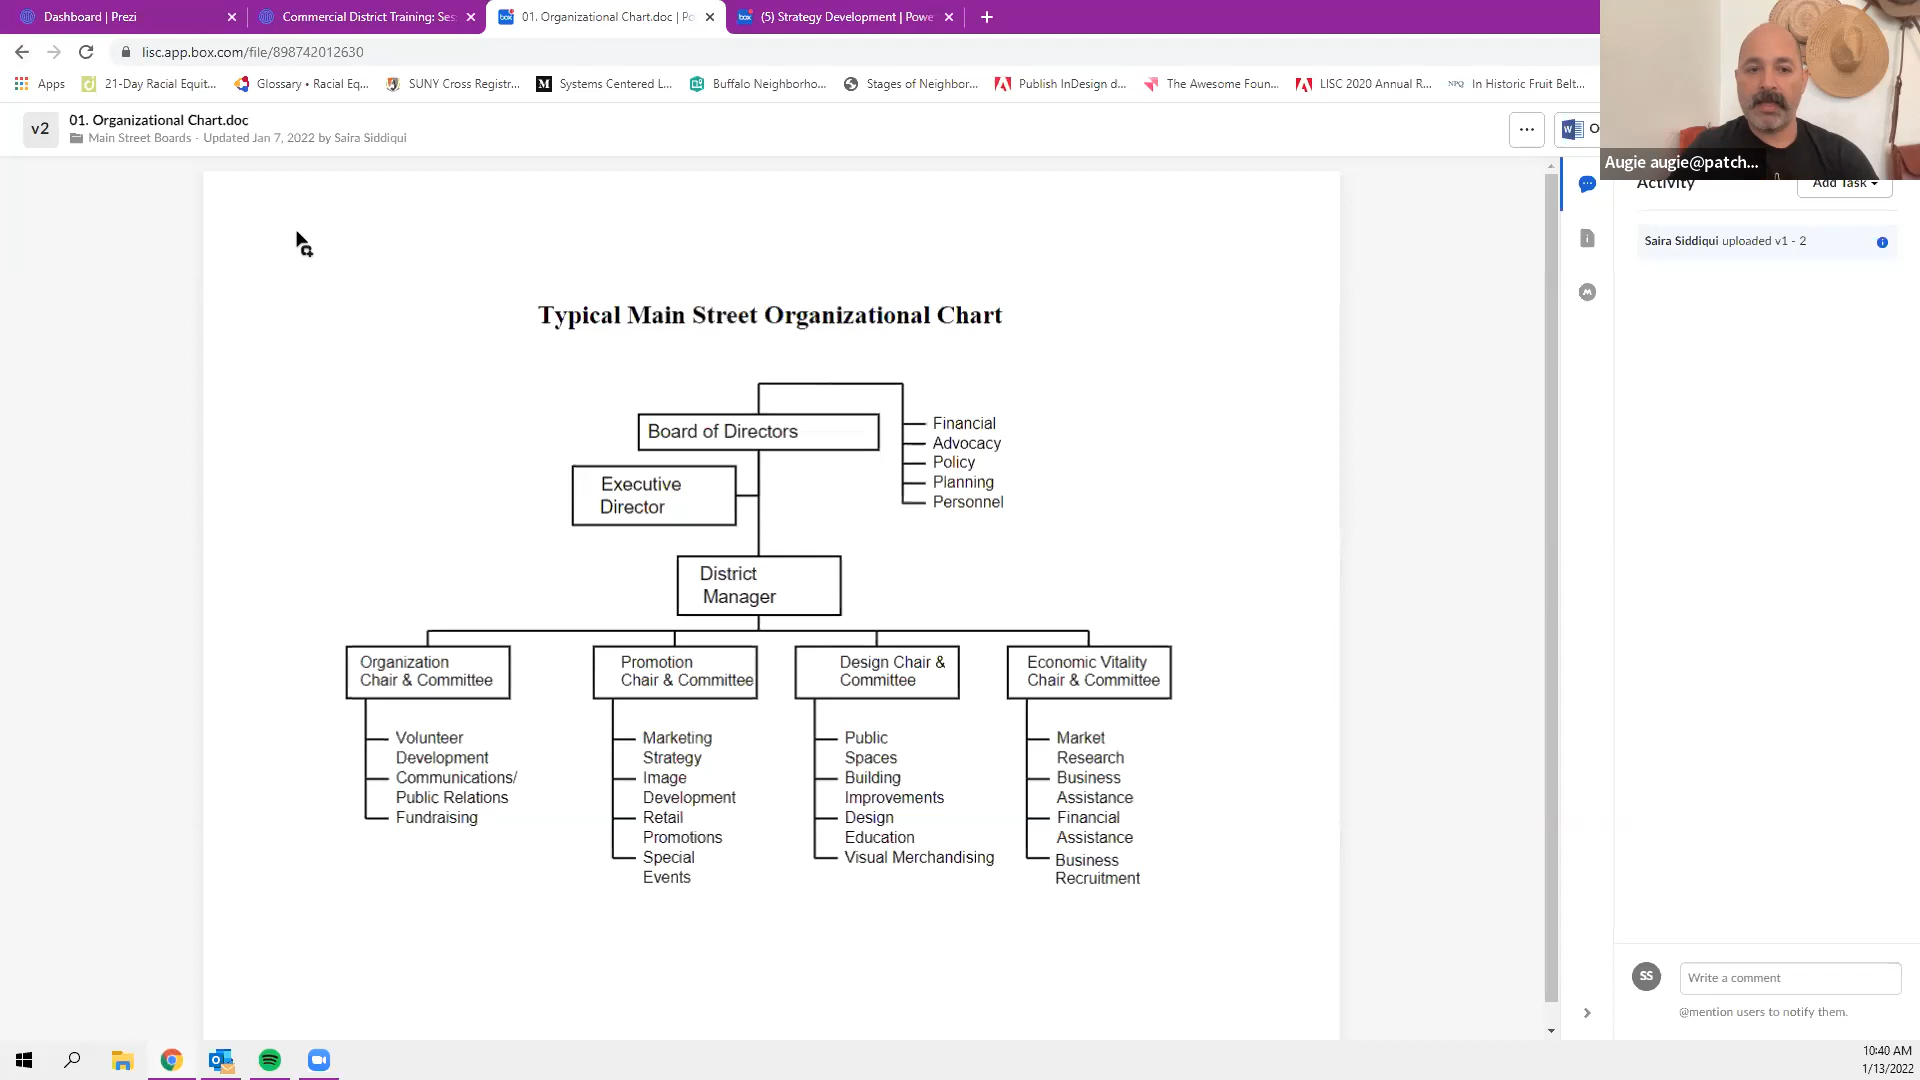 Dashboard | Prezi
Commercial District Training: Ses
01. Organizational Chart.doc | Po
(5) Strategy Development | Powe
lisc.app.box.com/file/898742012630
Apps
21-Day Racial Equit...
Glossary • Racial Eq...
SUNY Cross Registr...
Systems Centered L...
Buffalo Neighborho...
Stages of Neighbor...
Publish InDesign d...
The Awesome Foun...
LISC 2020 Annual R...
NPQ
In Historic Fruit Belt...
v2
01. Organizational Chart.doc
Main Street Boards - Updated Jan 7, 2022 by Saira Siddiqui
Augie augie@patch...
Activity
Add Task
Saira Siddiqui uploaded v1 - 2
Typical Main Street Organizational Chart
Board of Directors
Financial
Advocacy
Policy
Planning
Personnel
Executive
Director
District
Manager
Organization
Chair & Committee
Promotion
Chair & Committee
Design Chair &
Committee
Economic Vitality
Chair & Committee
Volunteer
Development
Communications/
Public Relations
Fundraising
Marketing
Strategy
Image
Development
Retail
Promotions
Special
Events
Public
Spaces
Building
Improvements
Design
Education
Visual Merchandising
Market
Research
Business
Assistance
Financial
Assistance
Business
Recruitment
SS
Write a comment
@mention users to notify them.
10:40 AM
1/13/2022